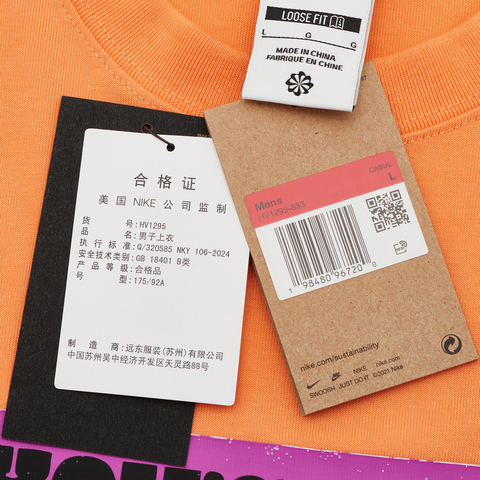 LOOSE FIT
L G G
MADE IN CHINA
FABRIQUE EN CHINE
合格证
美国 NIKE 公司监制
货号:HV1295
品名:男子上衣
执行标准:Q/320585 NKY 106-2024
安全技术类别:GB 18401 B类
产品等级:合格品
号型:175/92A
制造商:远东服装(苏州)有限公司
中国苏州吴中经济开发区天灵路88号
CASUL
Mens L
HV1295-833
1 98480 96720 0
nike.com/sustainability
NIKE nike.com
SWOOSH JUST DO IT ©2021 Nike